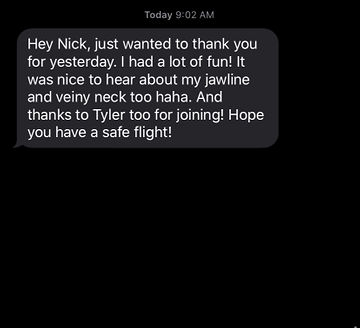 Today 9:02 AM
Hey Nick, just wanted to thank you
for yesterday. I had a lot of fun! It
was nice to hear about my jawline
and veiny neck too haha. And
thanks to Tyler too for joining! Hope
you have a safe flight!